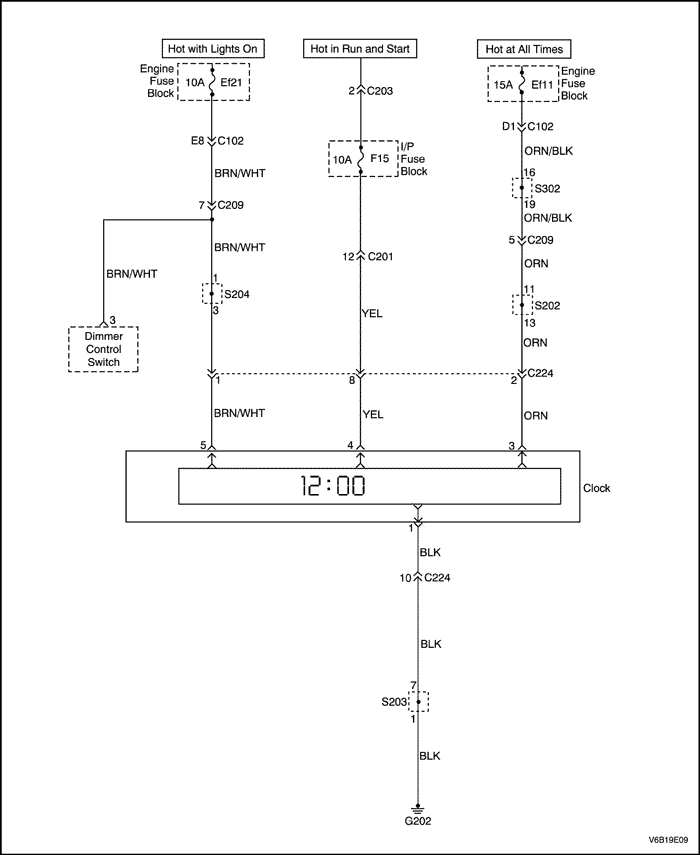 Hot with Lights On
Hot in Run and Start
Hot at All Times
Engine
Fuse
Block
10A Ef21
2 C203
15A Ef11
Engine
Fuse
Block
E8 C102
D1 C102
10A F15
I/P
Fuse
Block
ORN/BLK
BRN/WHT
16
S302
19
7 C209
ORN/BLK
5 C209
BRN/WHT
BRN/WHT
12 C201
ORN
1
S204
3
11
S202
13
3
Dimmer
Control
Switch
YEL
ORN
1
8
2 C224
BRN/WHT
YEL
ORN
5
4
3
12:00
Clock
1
BLK
10 C224
BLK
7
S203
1
BLK
G202
V6B19E09